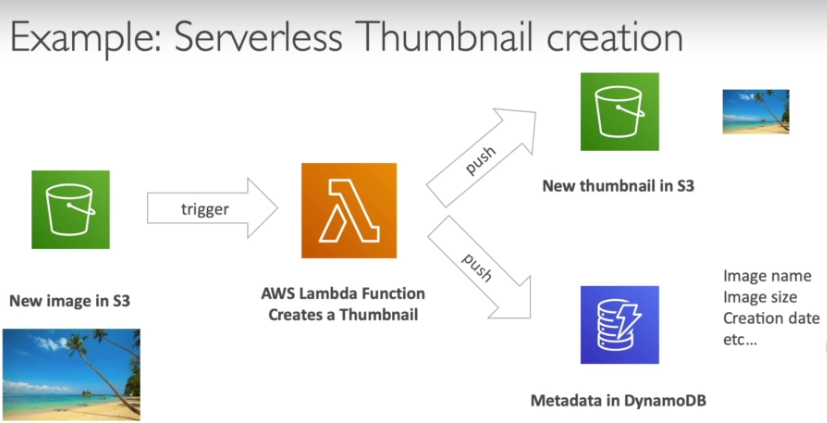 Example: Serverless Thumbnail creation
New image in S3
trigger
AWS Lambda Function
Creates a Thumbnail
push
New thumbnail in S3
push
Metadata in DynamoDB
Image name
Image size
Creation date
etc...